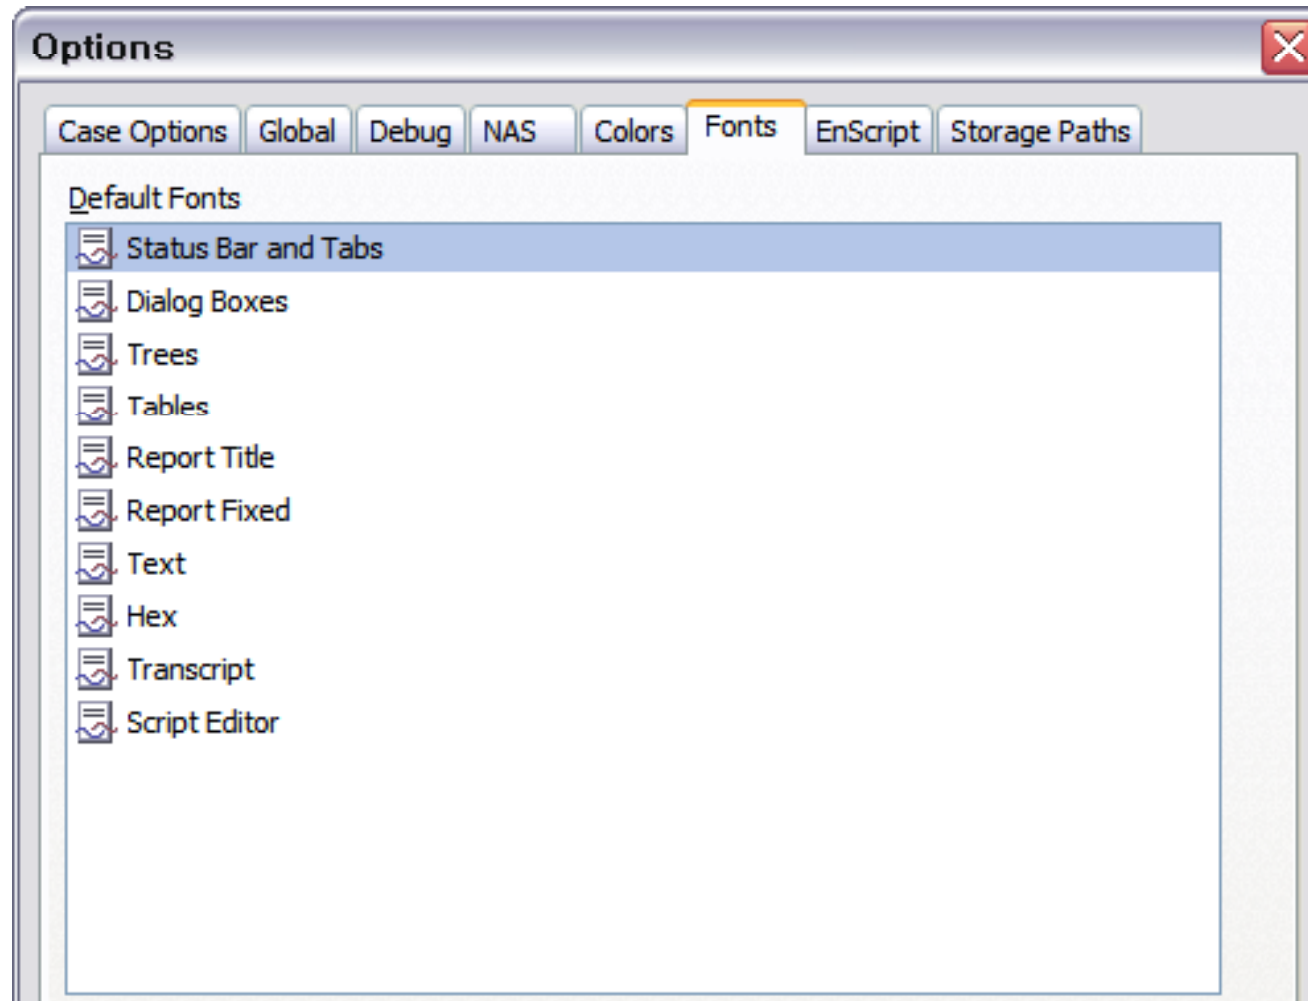 Options
Case Options Global Debug NAS Colors Fonts EnScript Storage Paths
Default Fonts
Status Bar and Tabs
Dialog Boxes
Trees
Tables
Report Title
Report Fixed
Text
Hex
Transcript
Script Editor